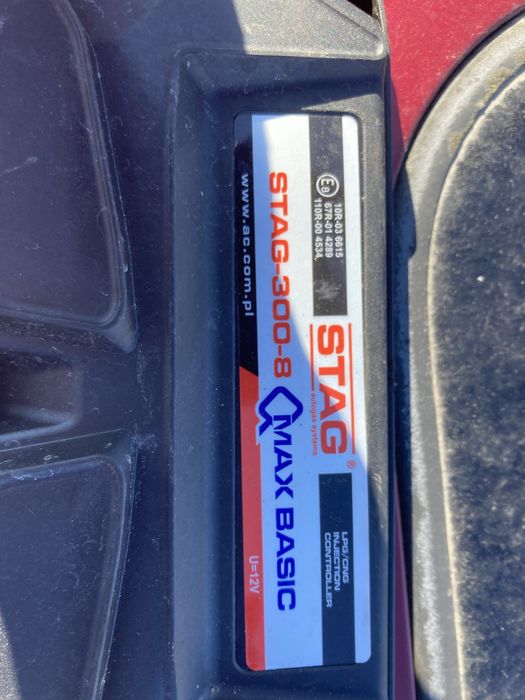 E8
10R-03 6615
67R-01 4289
110R-00 4534
STAG®
autogas systems
LPG/CNG
INJECTION
CONTROLLER
STAG-300-8 QMAX BASIC
www.ac.com.pl
U=12V